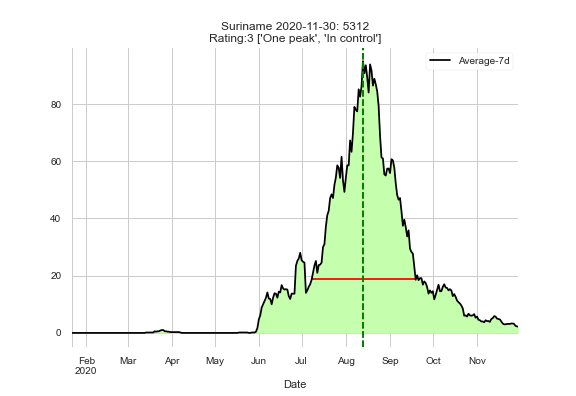 Suriname 2020-11-30: 5312
Rating:3 ['One peak', 'In control']
Average-7d
80
60
40
20
0
Feb
2020
Mar
Apr
May
Jun
Jul
Aug
Sep
Oct
Nov
Date